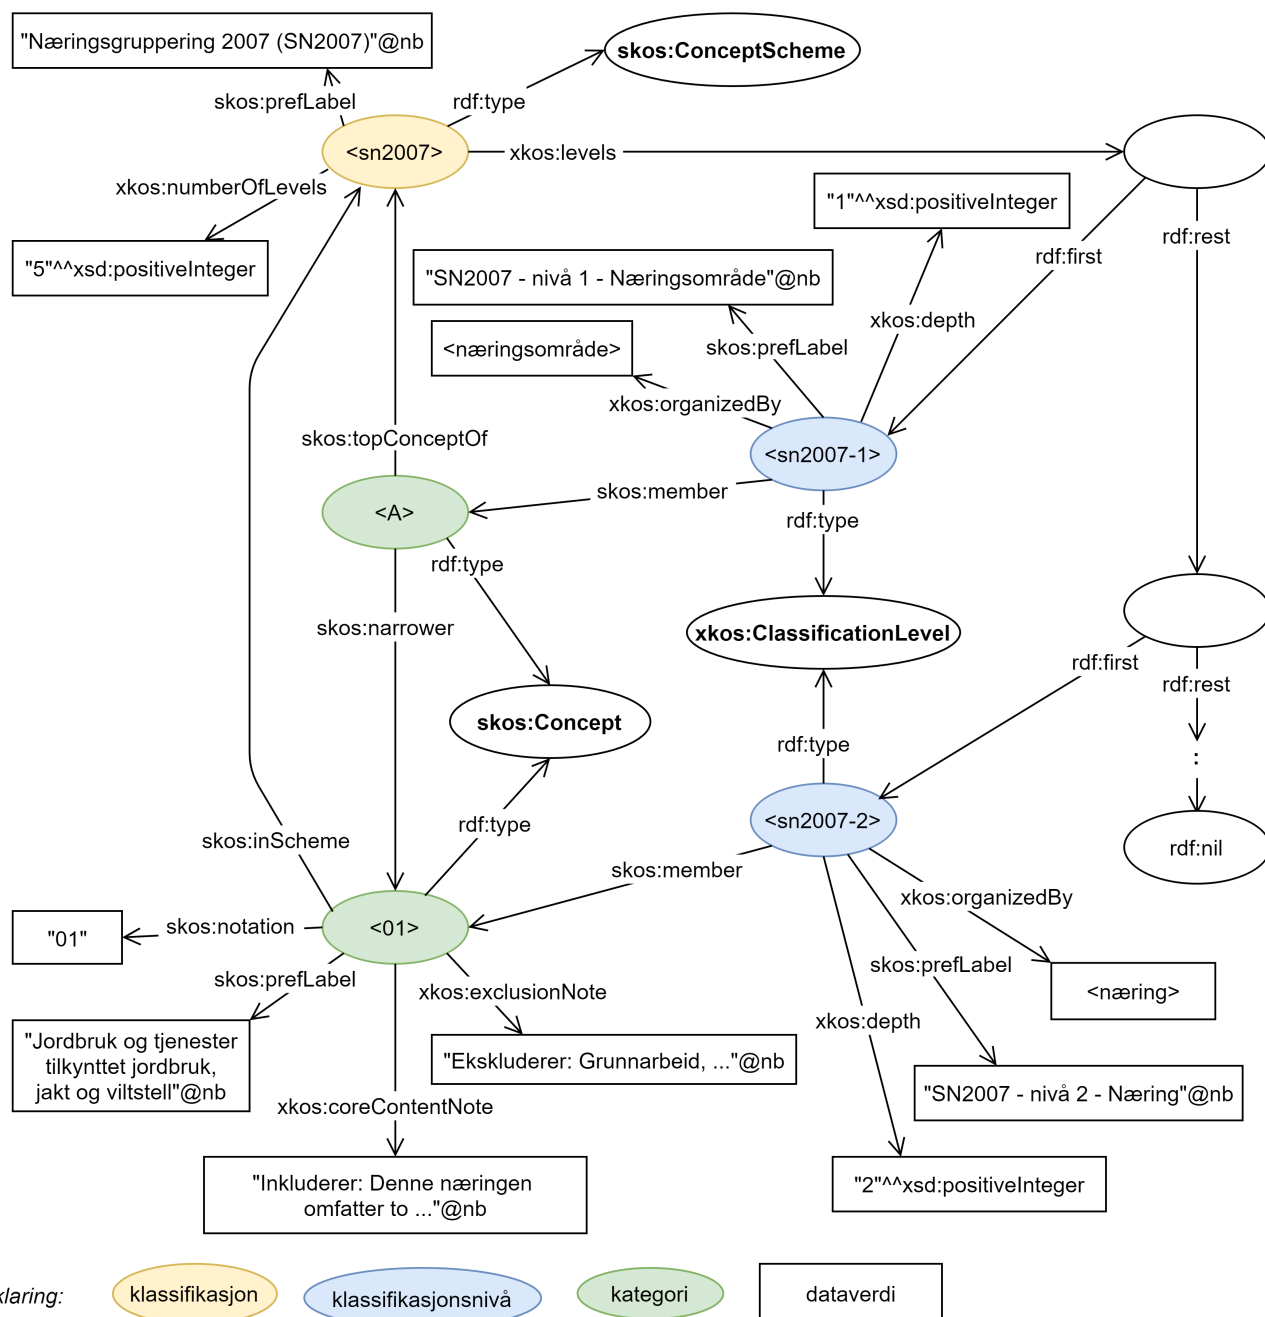 "Næringsgruppering 2007 (SN2007)"@nb
skos:ConceptScheme
skos:prefLabel
rdf:type
<sn2007>
xkos:levels
xkos:numberOfLevels
"1"^^xsd:positiveInteger
rdf:rest
"5"^^xsd:positiveInteger
rdf:first
"SN2007 - nivå 1 - Næringsområde"@nb
xkos:depth
<næringsområde>
skos:prefLabel
xkos:organizedBy
skos:topConceptOf
<sn2007-1>
skos:member
<A>
rdf:type
rdf:type
skos:narrower
xkos:ClassificationLevel
rdf:first
rdf:rest
skos:Concept
rdf:type
:
<sn2007-2>
rdf:type
skos:inScheme
rdf:nil
skos:member
xkos:organizedBy
skos:notation
<01>
"01"
skos:prefLabel
skos:prefLabel
xkos:exclusionNote
<næring>
xkos:depth
"Jordbruk og tjenester
tilkynttet jordbruk,
jakt og viltstell"@nb
"Ekskluderer: Grunnarbeid, ..."@nb
"SN2007 - nivå 2 - Næring"@nb
xkos:coreContentNote
"Inkluderer: Denne næringen
omfatter to ..."@nb
"2"^^xsd:positiveInteger
klaring:
klassifikasjon
klassifikasjonsnivå
kategori
dataverdi